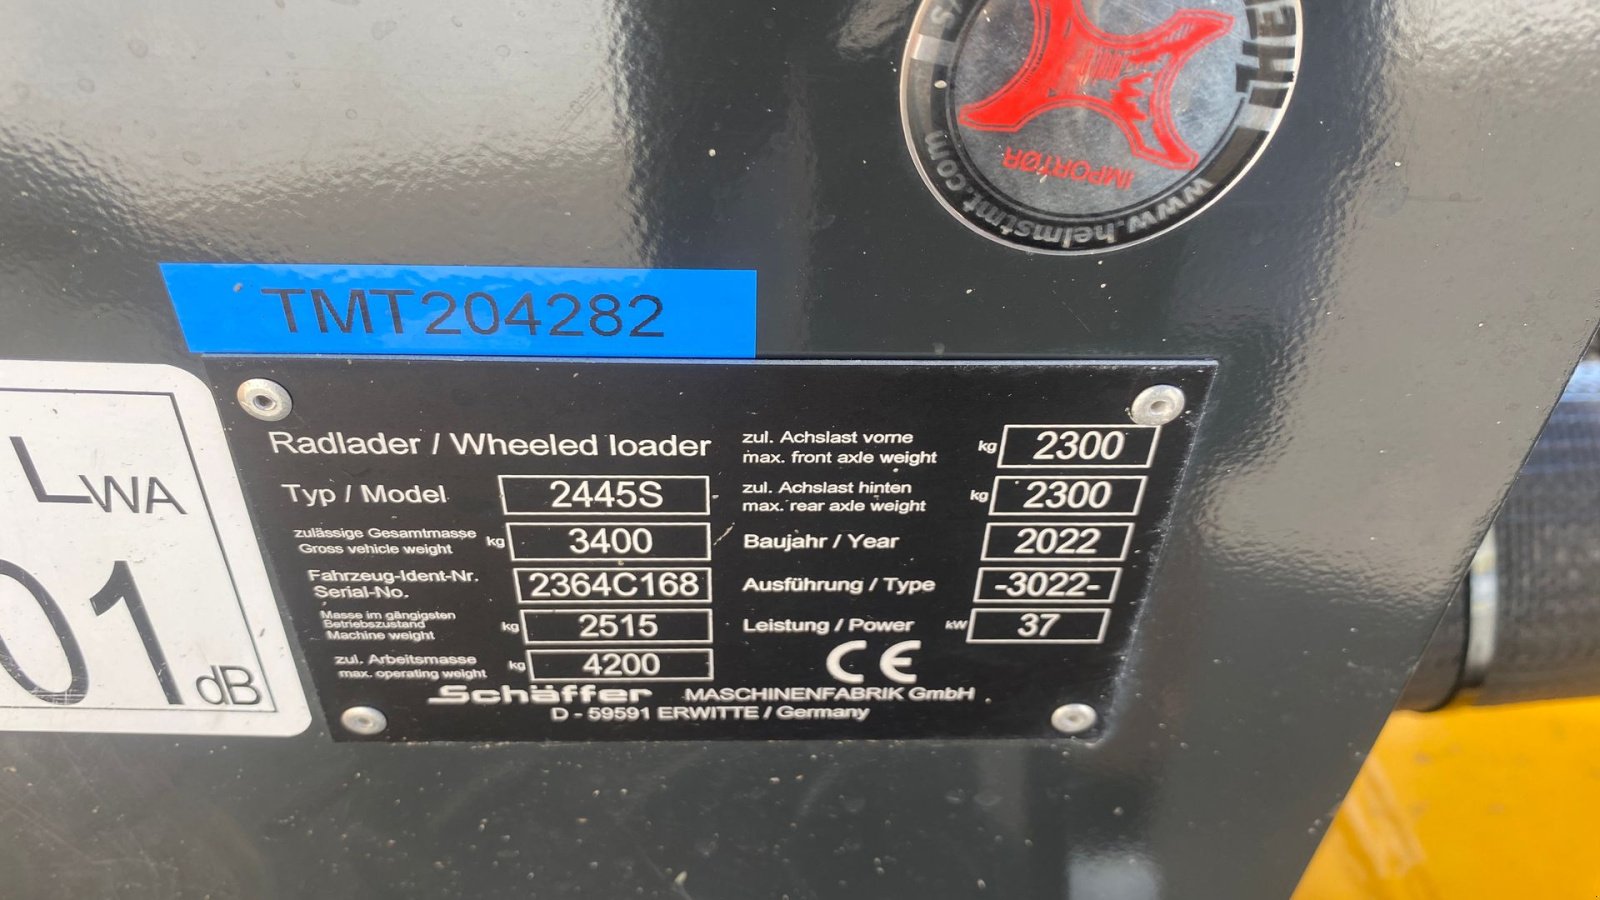 HELM
/S
IMPORTØR
www.helmstmt.com
TMT204282
LWA
01
dB
Radlader / Wheeled loader
Typ / Model 2445S
zulässige Gesamtmasse
Gross vehicle weight kg 3400
Fahrzeug-Ident-Nr.
Serial-No. 2364C168
Masse im gängigsten
Betriebszustand
Machine weight kg 2515
zul. Arbeitsmasse
max. operating weight kg 4200
zul. Achslast vorne
max. front axle weight kg 2300
zul. Achslast hinten
max. rear axle weight kg 2300
Baujahr / Year 2022
Ausführung / Type -3022-
Leistung / Power kW 37
CE
Schäffer MASCHINENFABRIK GmbH
D - 59591 ERWITTE / Germany